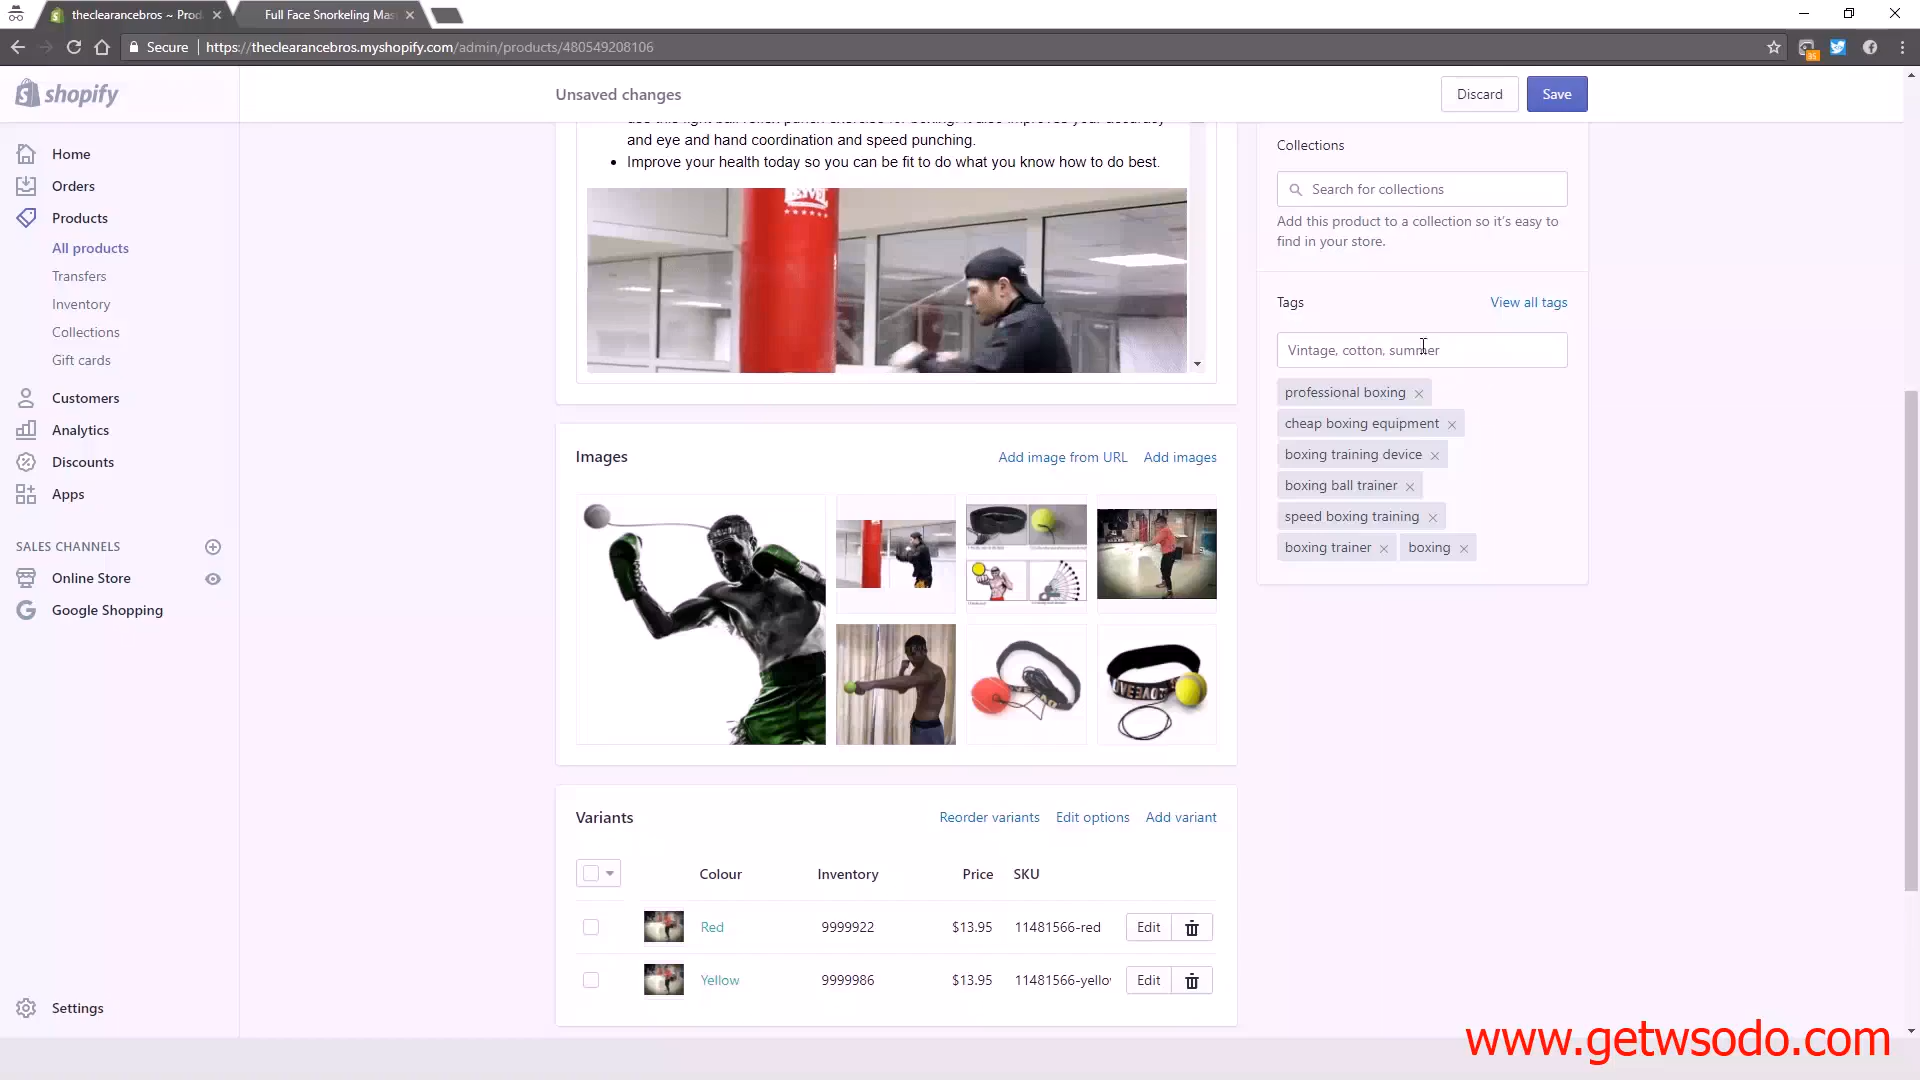 theclearancebros ~ Prod
Full Face Snorkeling Mas
Secure https://theclearancebros.myshopify.com/admin/products/480549208106
shopify
Unsaved changes
Discard
Save
Home
Orders
Products
All products
Transfers
Inventory
Collections
Gift cards
Customers
Analytics
Discounts
Apps
SALES CHANNELS
Online Store
Google Shopping
Settings
and eye and hand coordination and speed punching.
Improve your health today so you can be fit to do what you know how to do best.
Images
Add image from URL
Add images
Variants
Reorder variants
Edit options
Add variant
Colour Inventory Price SKU
Red 9999922 $13.95 11481566-red Edit
Yellow 9999986 $13.95 11481566-yello Edit
Collections
Search for collections
Add this product to a collection so it's easy to
find in your store.
Tags
View all tags
Vintage, cotton, summer
professional boxing
cheap boxing equipment
boxing training device
boxing ball trainer
speed boxing training
boxing trainer boxing
www.getwsodo.com